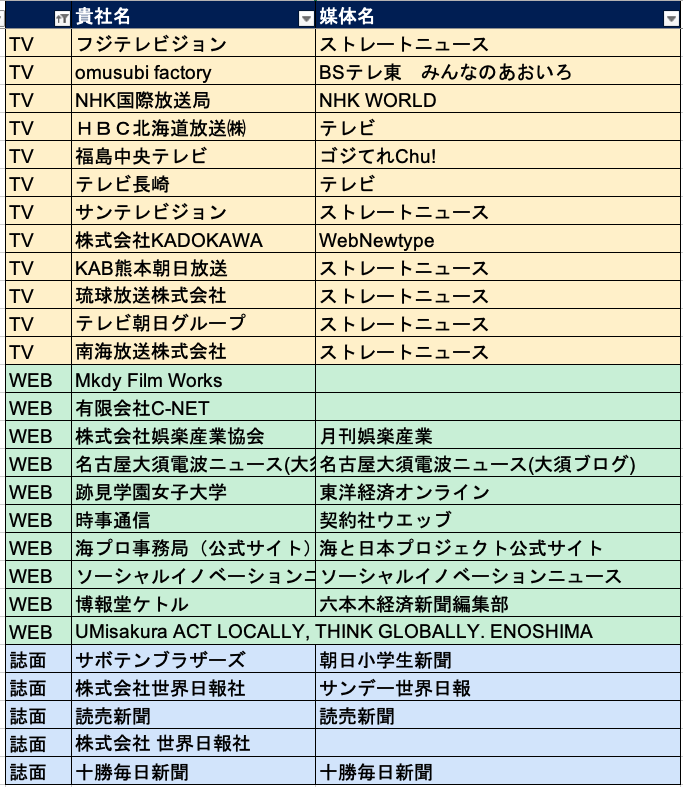 貴社名 媒体名
TV フジテレビジョン ストレートニュース
TV omusubi factory BSテレ東　みんなのあおいろ
TV NHK国際放送局 NHK WORLD
TV ＨＢＣ北海道放送㈱ テレビ
TV 福島中央テレビ ゴジてれChu!
TV テレビ長崎 テレビ
TV サンテレビジョン ストレートニュース
TV 株式会社KADOKAWA WebNewtype
TV KAB熊本朝日放送 ストレートニュース
TV 琉球放送株式会社 ストレートニュース
TV テレビ朝日グループ ストレートニュース
TV 南海放送株式会社 ストレートニュース
WEB Mkdy Film Works
WEB 有限会社C-NET
WEB 株式会社娯楽産業協会 月刊娯楽産業
WEB 名古屋大須電波ニュース(大須 名古屋大須電波ニュース(大須ブログ)
WEB 跡見学園女子大学 東洋経済オンライン
WEB 時事通信 契約社ウエッブ
WEB 海プロ事務局（公式サイト） 海と日本プロジェクト公式サイト
WEB ソーシャルイノベーションニ ソーシャルイノベーションニュース
WEB 博報堂ケトル 六本木経済新聞編集部
WEB UMisakura ACT LOCALLY, THINK GLOBALLY. ENOSHIMA
誌面 サボテンブラザーズ 朝日小学生新聞
誌面 株式会社世界日報社 サンデー世界日報
誌面 読売新聞 読売新聞
誌面 株式会社 世界日報社
誌面 十勝毎日新聞 十勝毎日新聞